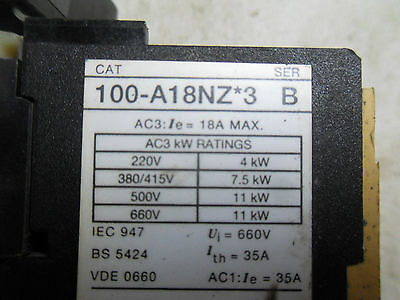 CAT SER
100-A18NZ*3 B
AC3: Ie = 18A MAX.
AC3 kW RATINGS
220V 4 kW
380/415V 7.5 kW
500V 11 kW
660V 11 kW
IEC 947 Ui = 660V
BS 5424 Ith = 35A
VDE 0660 AC1: Ie = 35A